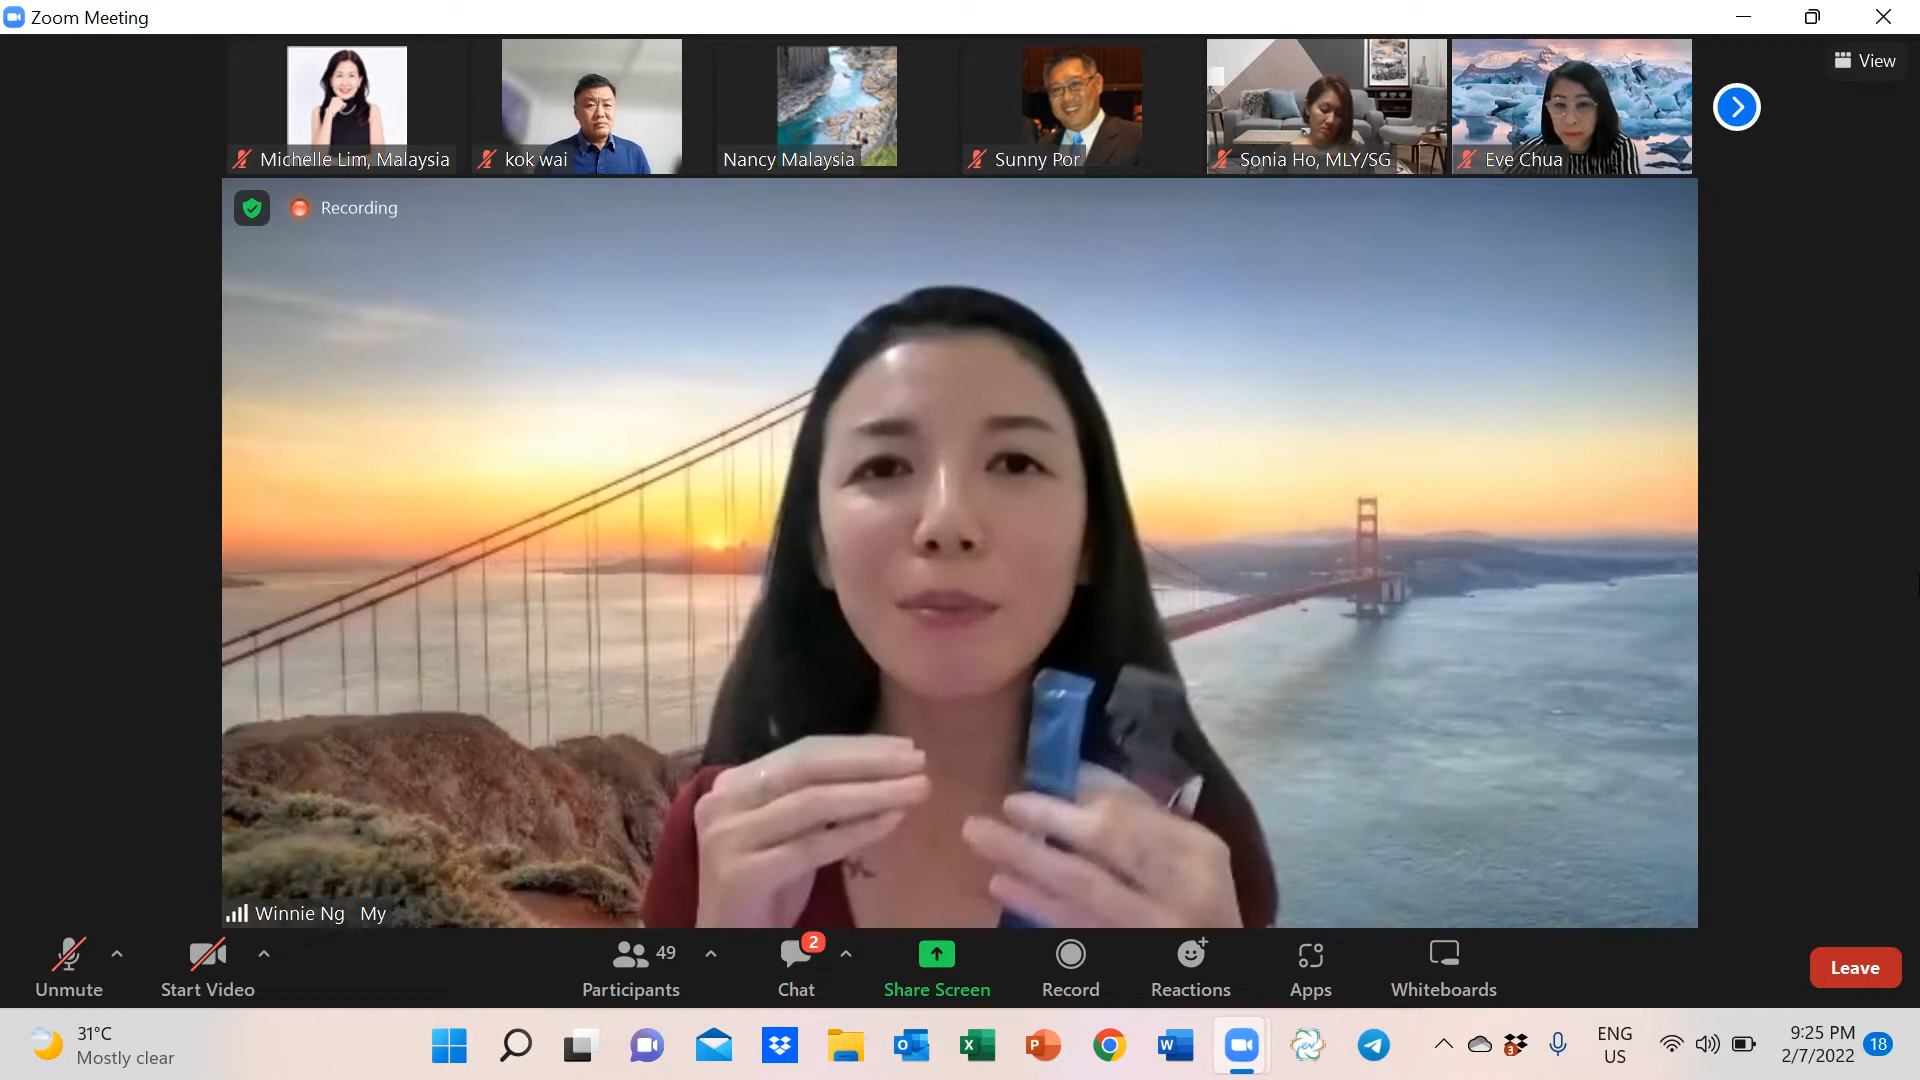 Zoom Meeting
View
Michelle Lim, Malaysia
kok wai
Nancy Malaysia
Sunny Por
Sonia Ho, MLY/SG
Eve Chua
Recording
Winnie Ng My
49
2
Unmute
Start Video
Participants
Chat
Share Screen
Record
Reactions
Apps
Whiteboards
Leave
31°C
Mostly clear
3
ENG
US
9:25 PM
2/7/2022
18